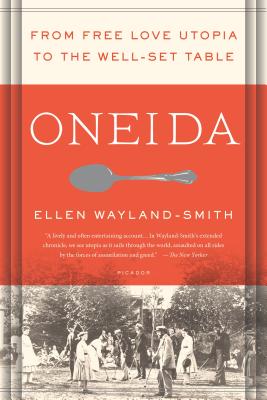 FROM FREE LOVE UTOPIA
TO THE WELL-SET TABLE
ONEIDA
ELLEN WAYLAND-SMITH
"A lively and often entertaining account.... In Wayland-Smith's extended
chronicle, we see utopia as it sails through the world, assaulted on all sides
by the forces of assimilation and greed." —The New Yorker
PICADOR